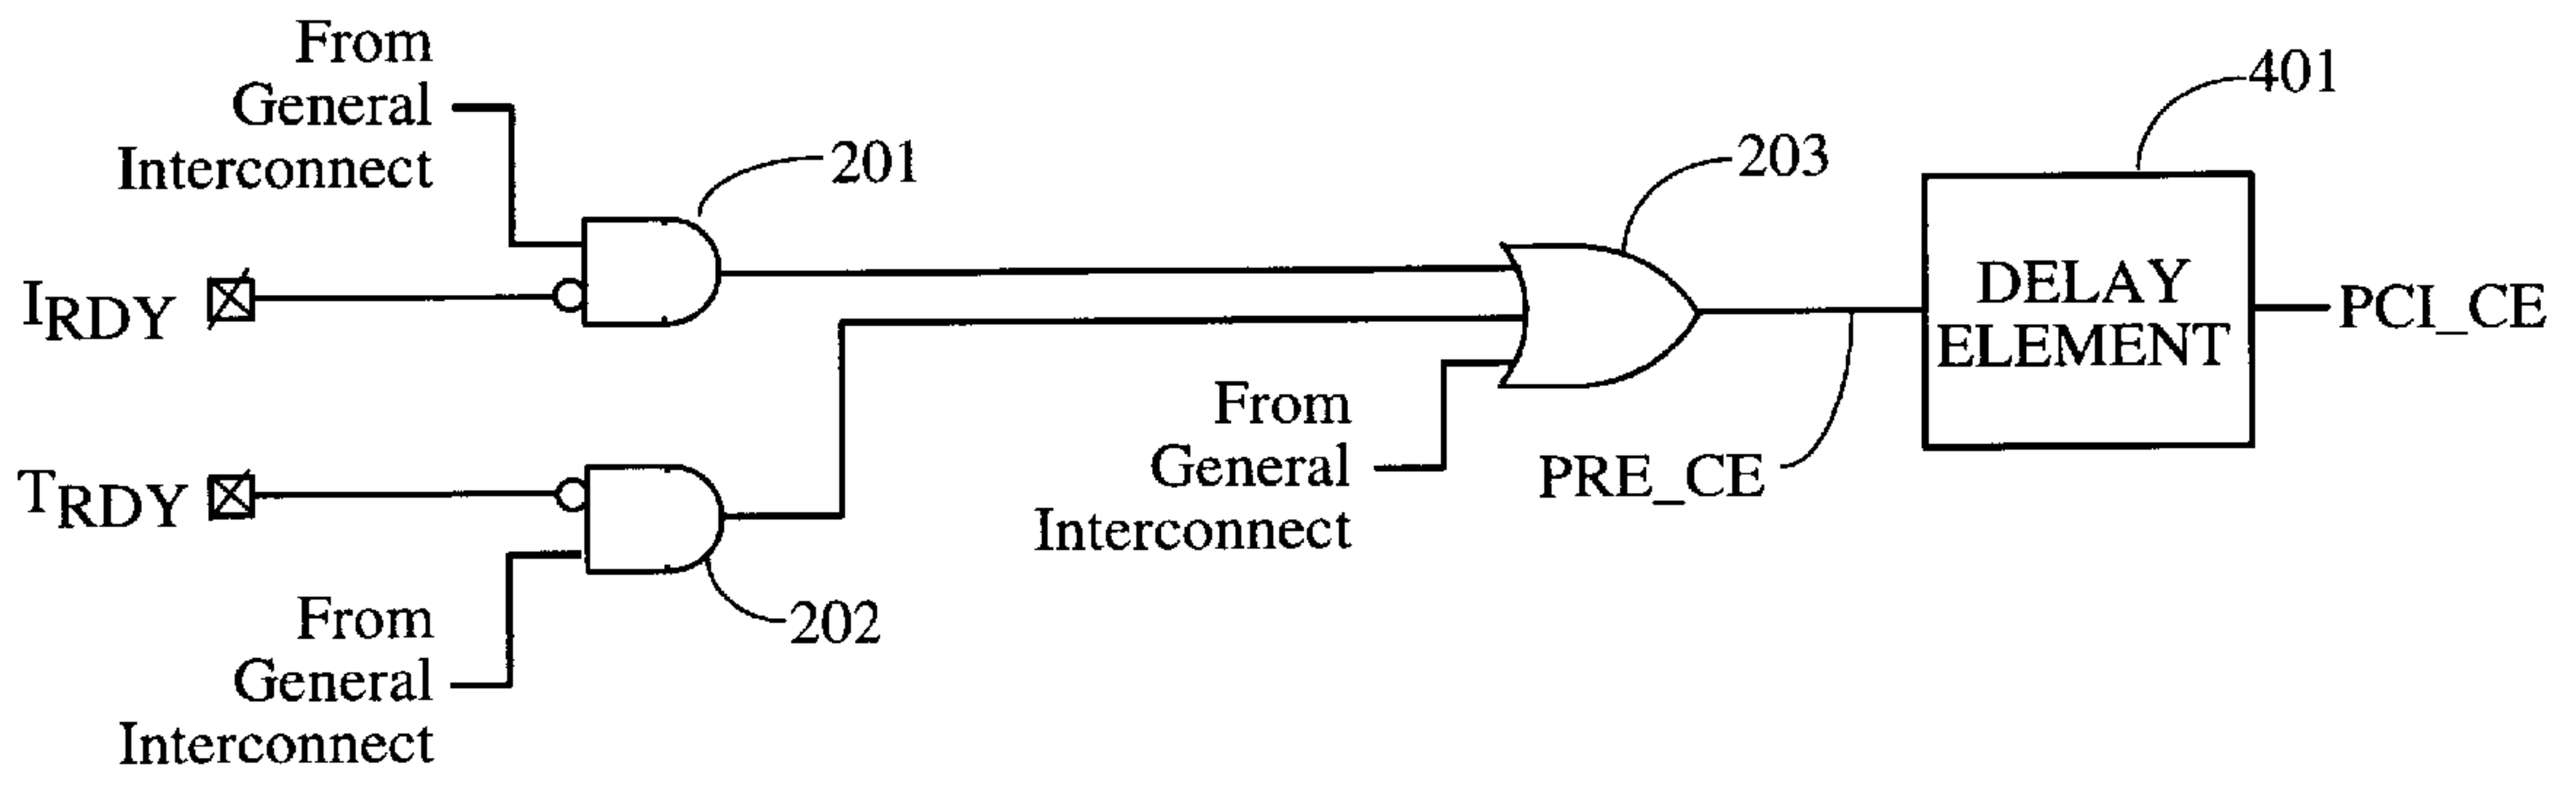 From
General
Interconnect
201
IRDY
TRDY
From
General
Interconnect
202
203
From
General
Interconnect
PRE_CE
401
DELAY
ELEMENT
PCI_CE